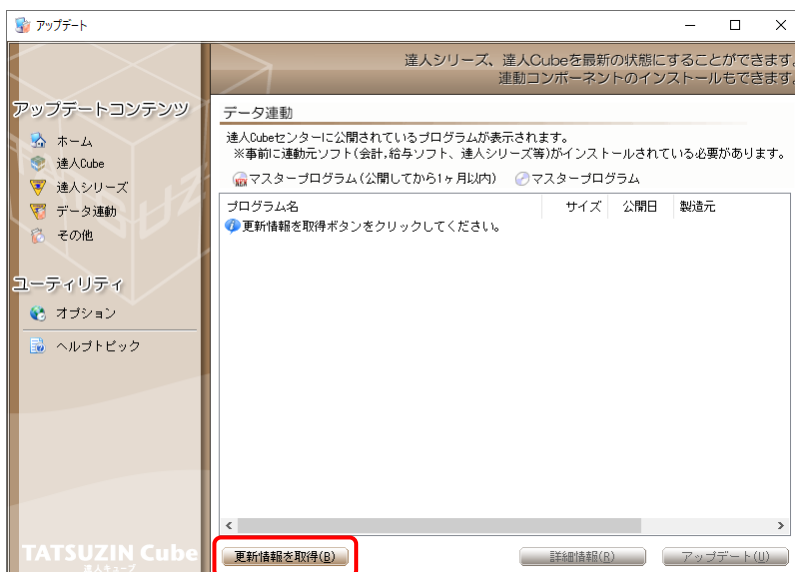 アップデート
達人シリーズ、達人Cubeを最新の状態にすることができます。
連動コンポーネントのインストールもできます。
アップデートコンテンツ
ホーム
達人Cube
達人シリーズ
データ連動
その他
ユーティリティ
オプション
ヘルプトピック
TATSUZIN Cube
達人キューブ
データ連動
達人Cubeセンターに公開されているプログラムが表示されます。
※事前に連動元ソフト(会計,給与ソフト、達人シリーズ等)がインストールされている必要があります。
マスタープログラム(公開してから1ヶ月以内) マスタープログラム
プログラム名 サイズ 公開日 製造元
更新情報を取得ボタンをクリックしてください。
更新情報を取得(B) 詳細情報(R) アップデート(U)